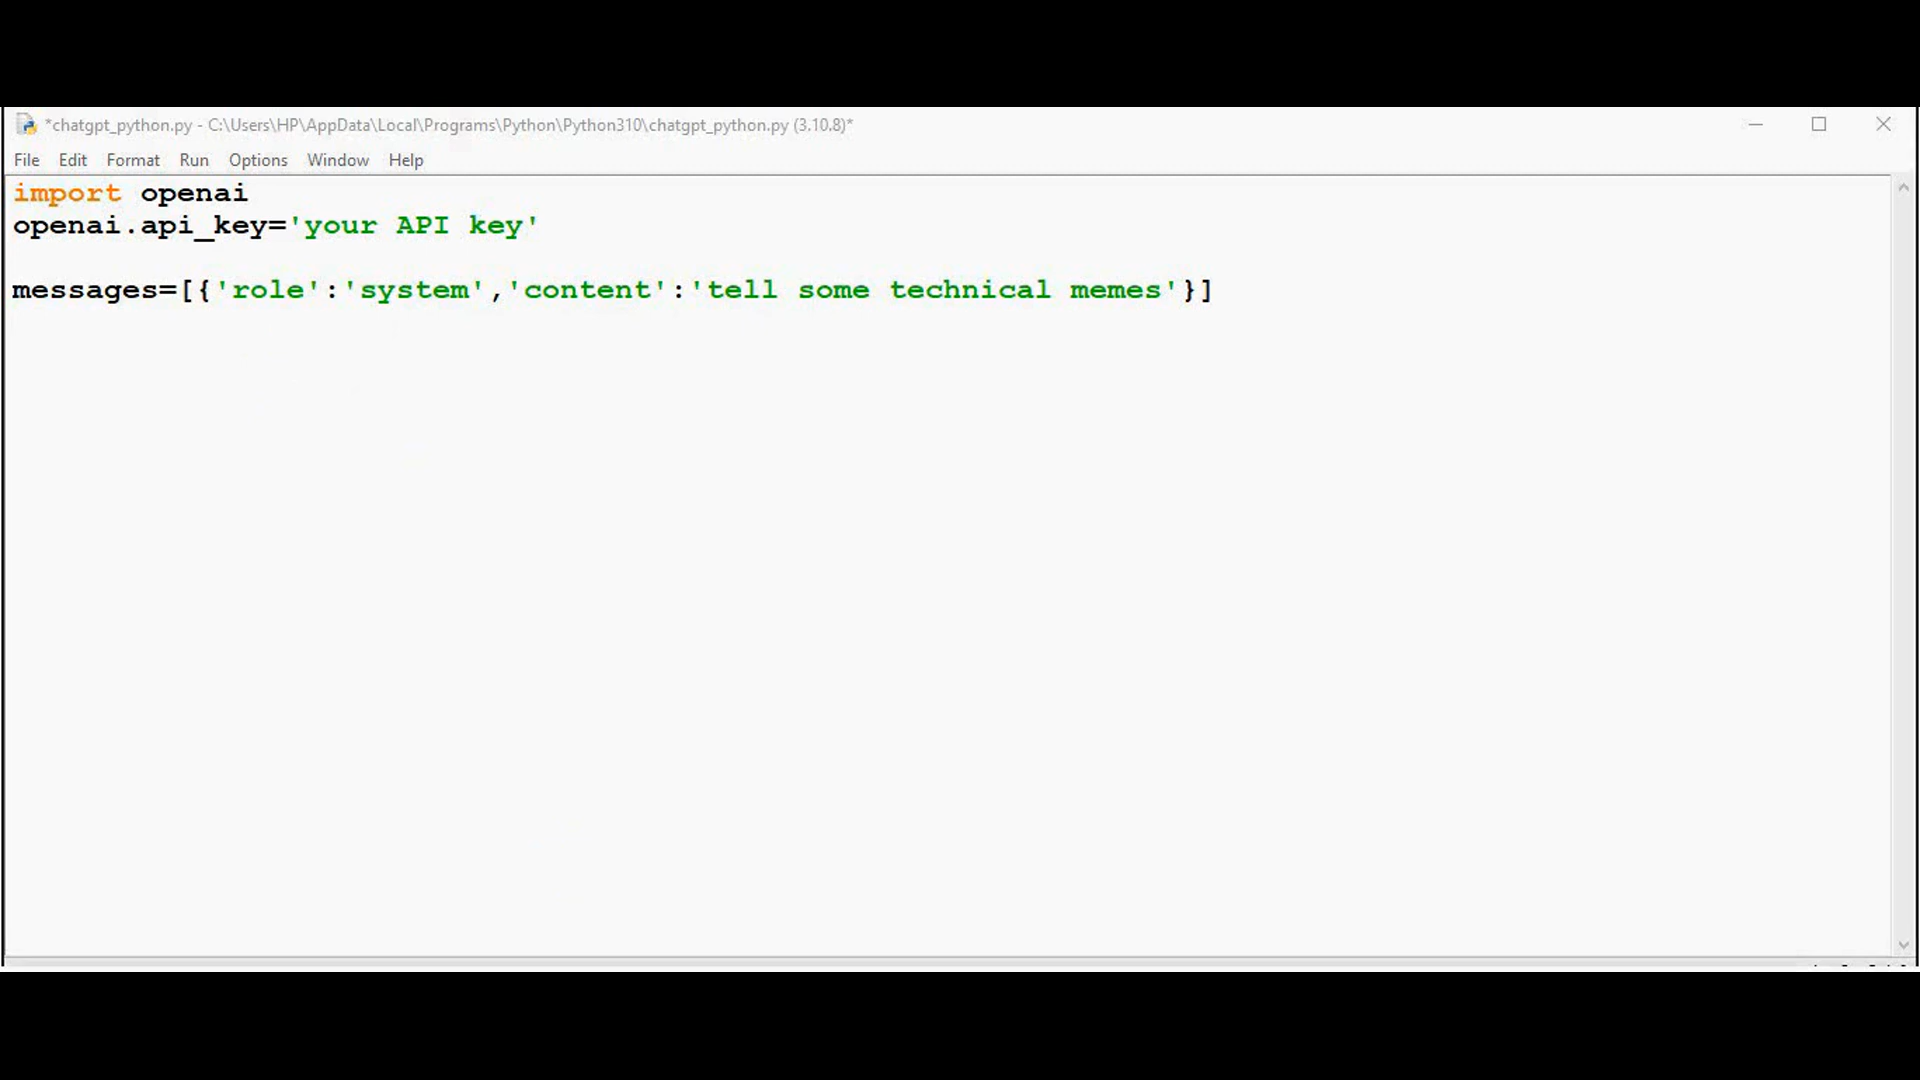 *chatgpt_python.py - C:\Users\HP\AppData\Local\Programs\Python\Python310\chatgpt_python.py (3.10.8)*
File Edit Format Run Options Window Help
import openai
openai.api_key='your API key'
messages=[{'role':'system','content':'tell some technical memes'}]